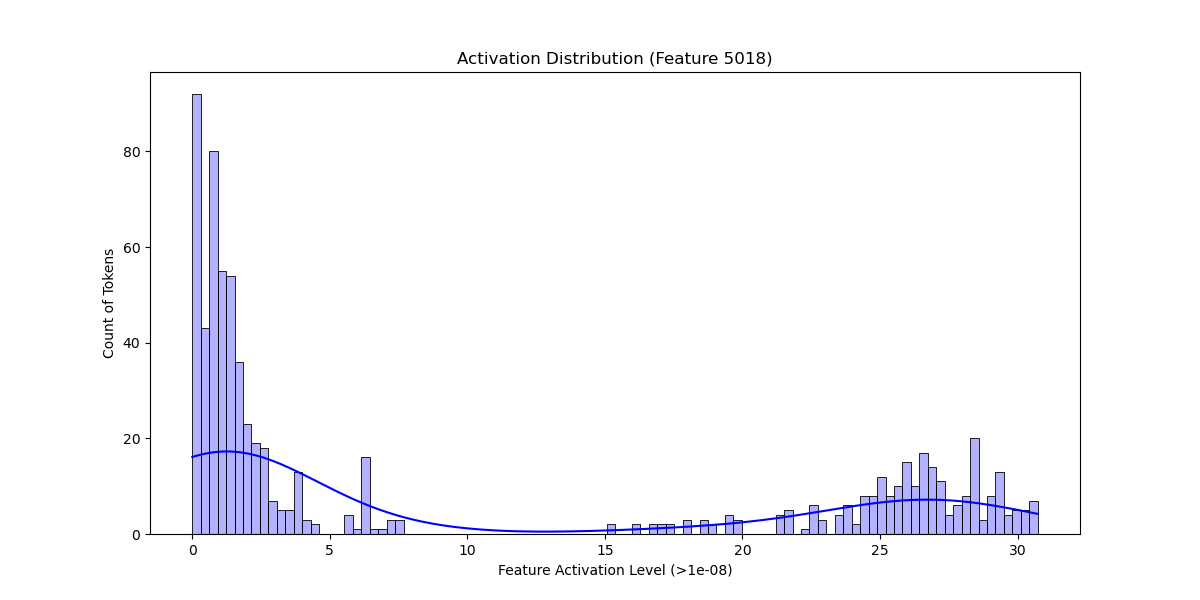 Activation Distribution (Feature 5018)
Count of Tokens
80
60
40
20
0
0 5 10 15 20 25 30
Feature Activation Level (>1e-08)